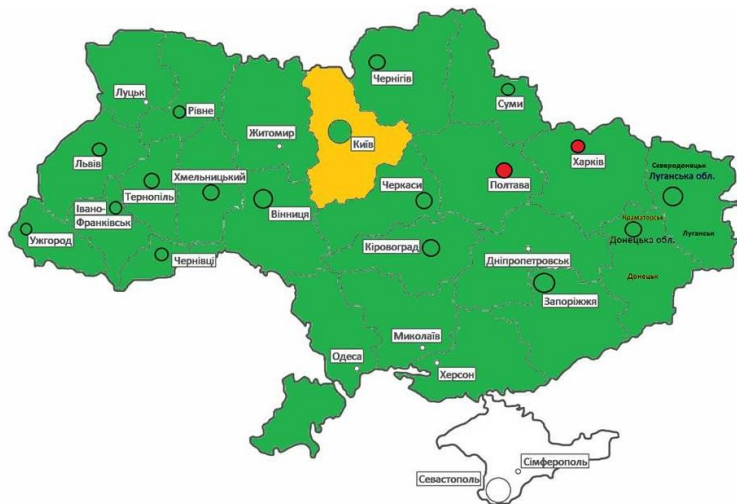 Чернігів
Луцьк
Рівне
Суми
Житомир
Київ
Львів
Хмельницький
Тернопіль
Івано-
Франківськ
Ужгород
Чернівці
Вінниця
Черкаси
Полтава
Харків
Сєвєродонецьк
Луганська обл.
Краматорськ
Донецька обл.
Луганськ
Кіровоград
Дніпропетровськ
Донецьк
Запоріжжя
Миколаїв
Одеса
Херсон
Сімферополь
Севастополь